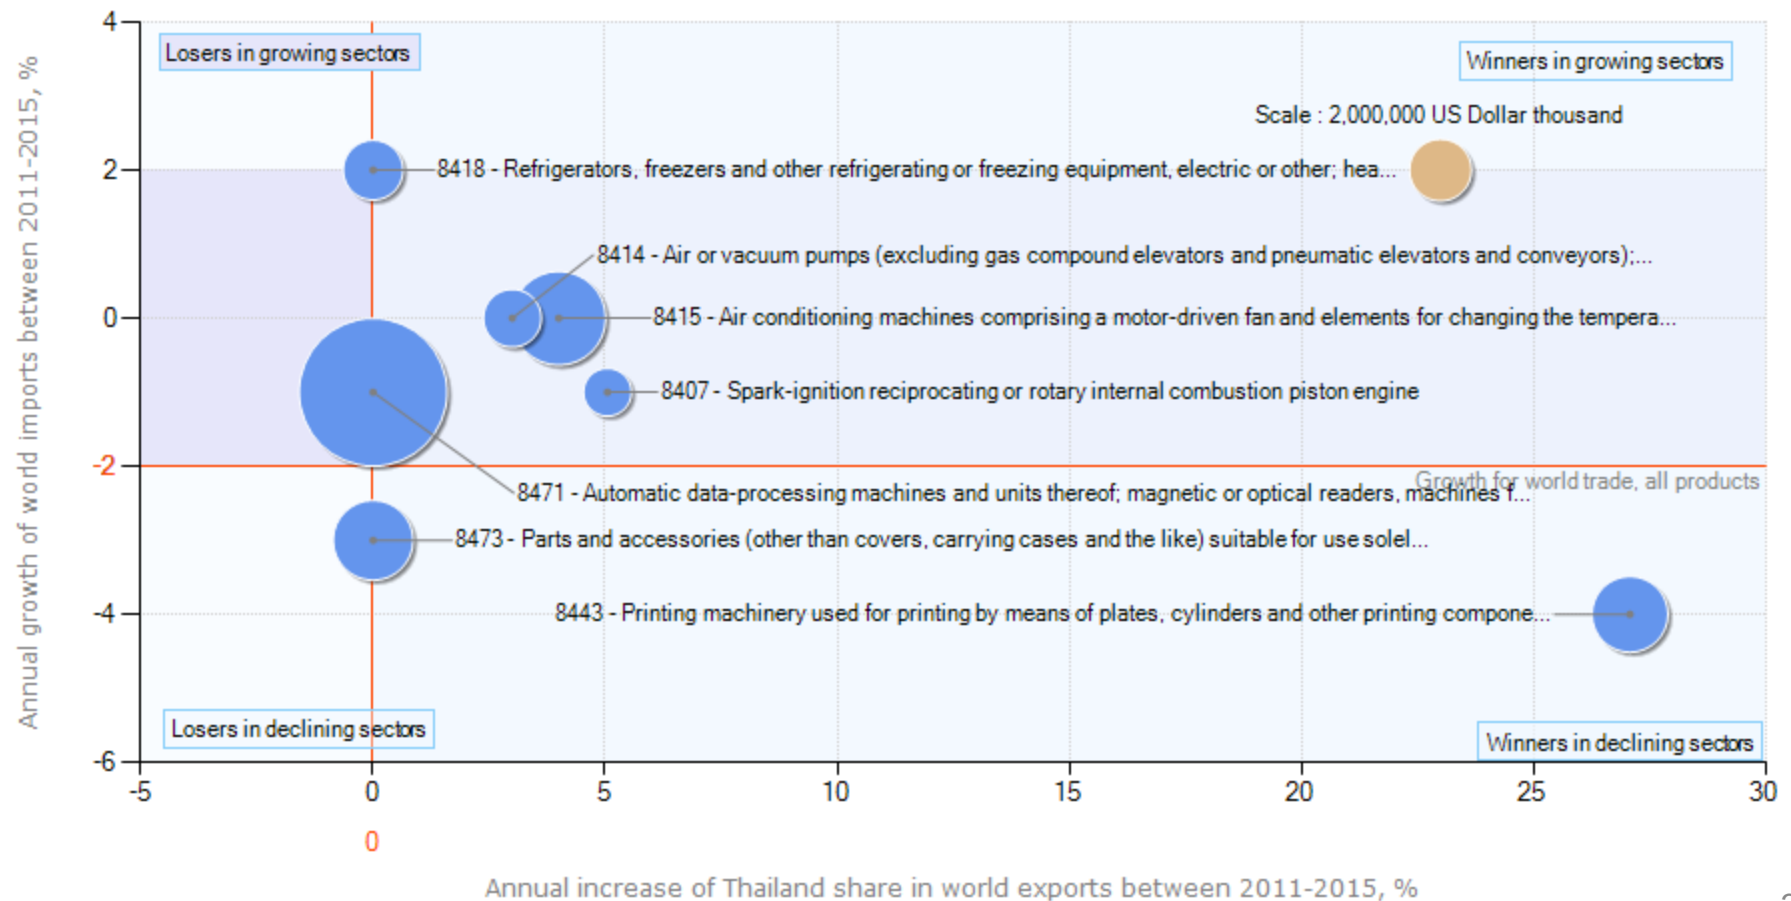 4
Losers in growing sectors
Winners in growing sectors
Scale : 2,000,000 US Dollar thousand
2
8418 - Refrigerators, freezers and other refrigerating or freezing equipment, electric or other; hea...
8414 - Air or vacuum pumps (excluding gas compound elevators and pneumatic elevators and conveyors);...
0
8415 - Air conditioning machines comprising a motor-driven fan and elements for changing the tempera...
8407 - Spark-ignition reciprocating or rotary internal combustion piston engine
-2
Growth for world trade, all products
8471 - Automatic data-processing machines and units thereof; magnetic or optical readers, machines f...
8473 - Parts and accessories (other than covers, carrying cases and the like) suitable for use solel...
-4
8443 - Printing machinery used for printing by means of plates, cylinders and other printing compone...
Losers in declining sectors
Winners in declining sectors
-6
-5 0 5 10 15 20 25 30
0
Annual increase of Thailand share in world exports between 2011-2015, %
Annual growth of world imports between 2011-2015, %